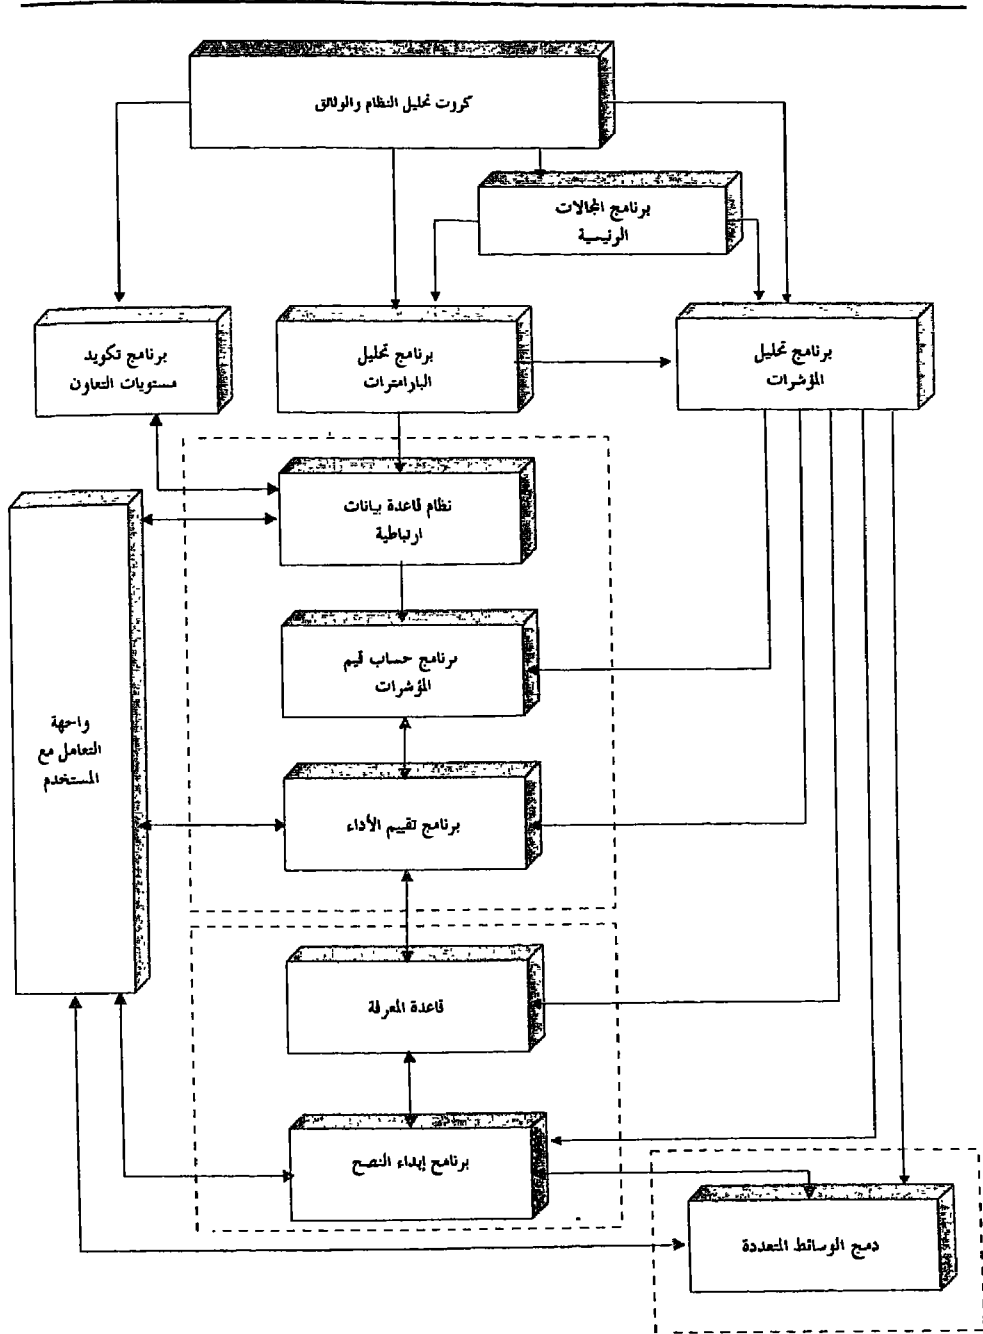 كروت تحليل النظام والوثائق
برنامج المجالات
الرئيسية
برنامج تحليل
المؤشرات
برنامج تحليل
البارامترات
برنامج تكويد
مستويات التعاون
نظام قاعدة بيانات
ارتباطية
برنامج حساب قيم
المؤشرات
واجهة
التعامل مع
المستخدم
برنامج تقييم الأداء
قاعدة المعرفة
برنامج إبداء النصح
دمج الوسائط المتعددة